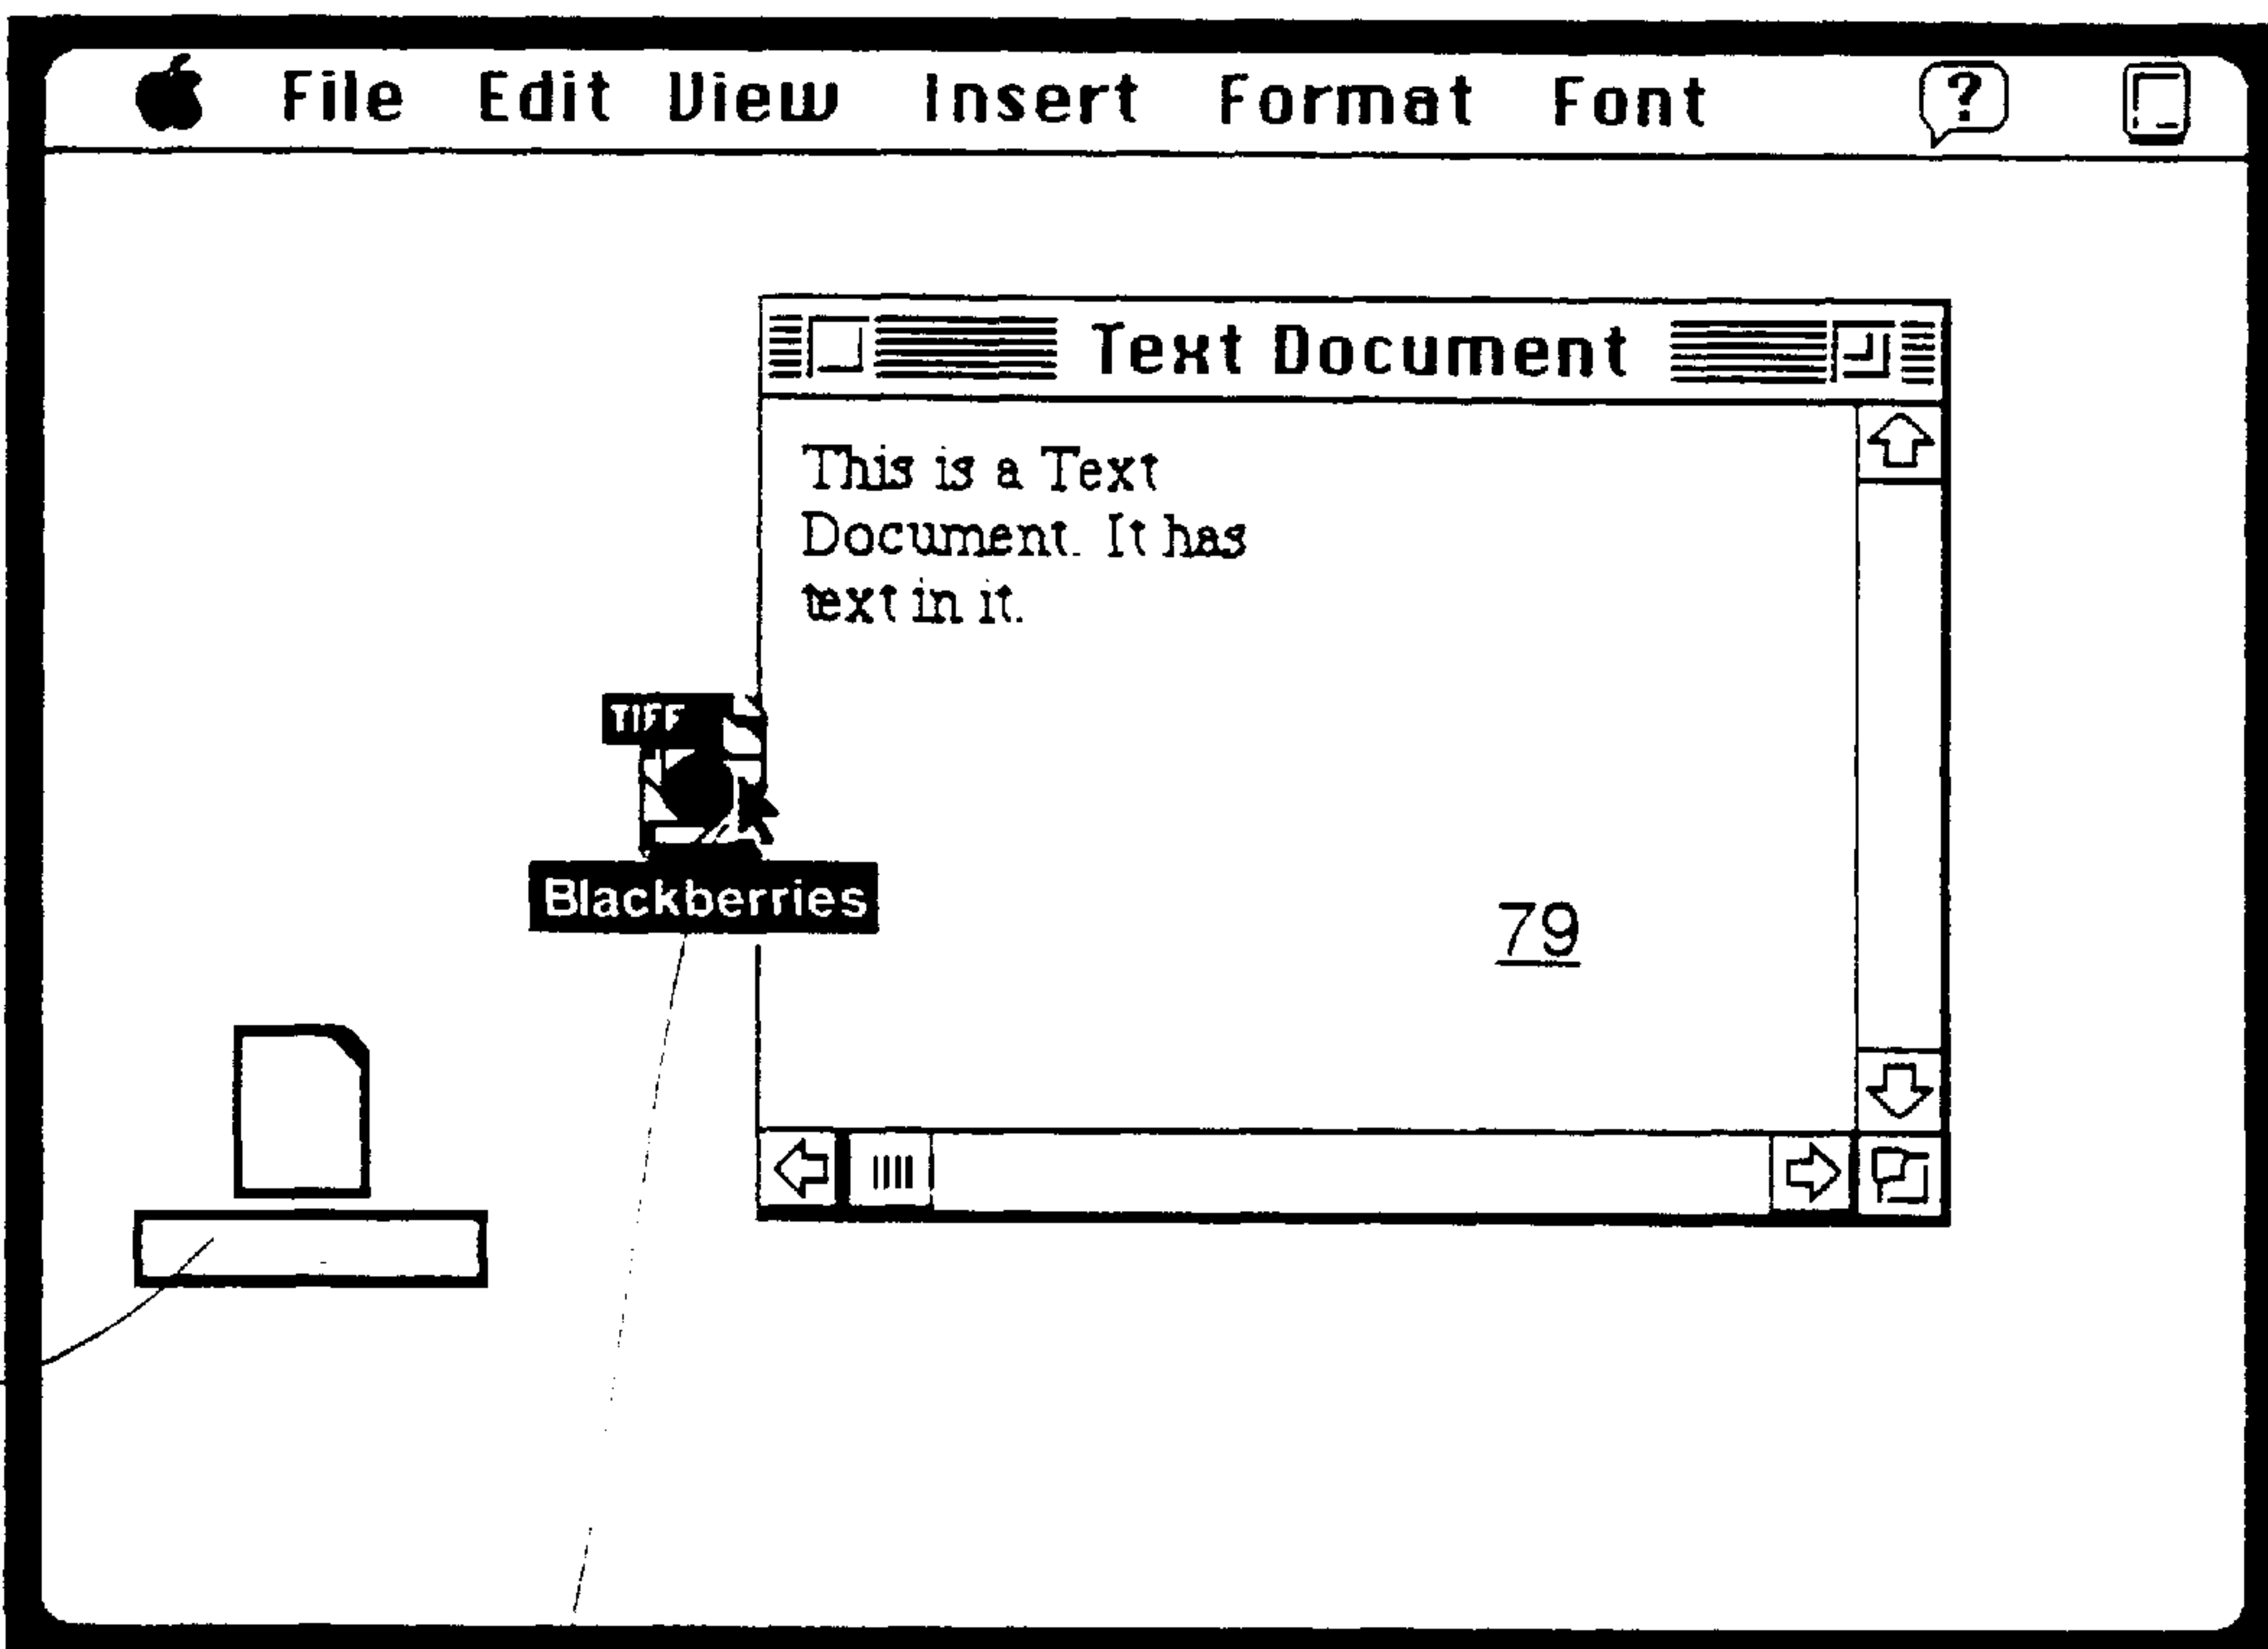 File Edit View Insert Format Font ?
Text Document
This is a Text
Document. It has
text in it.
TIFF
Blackberries
79